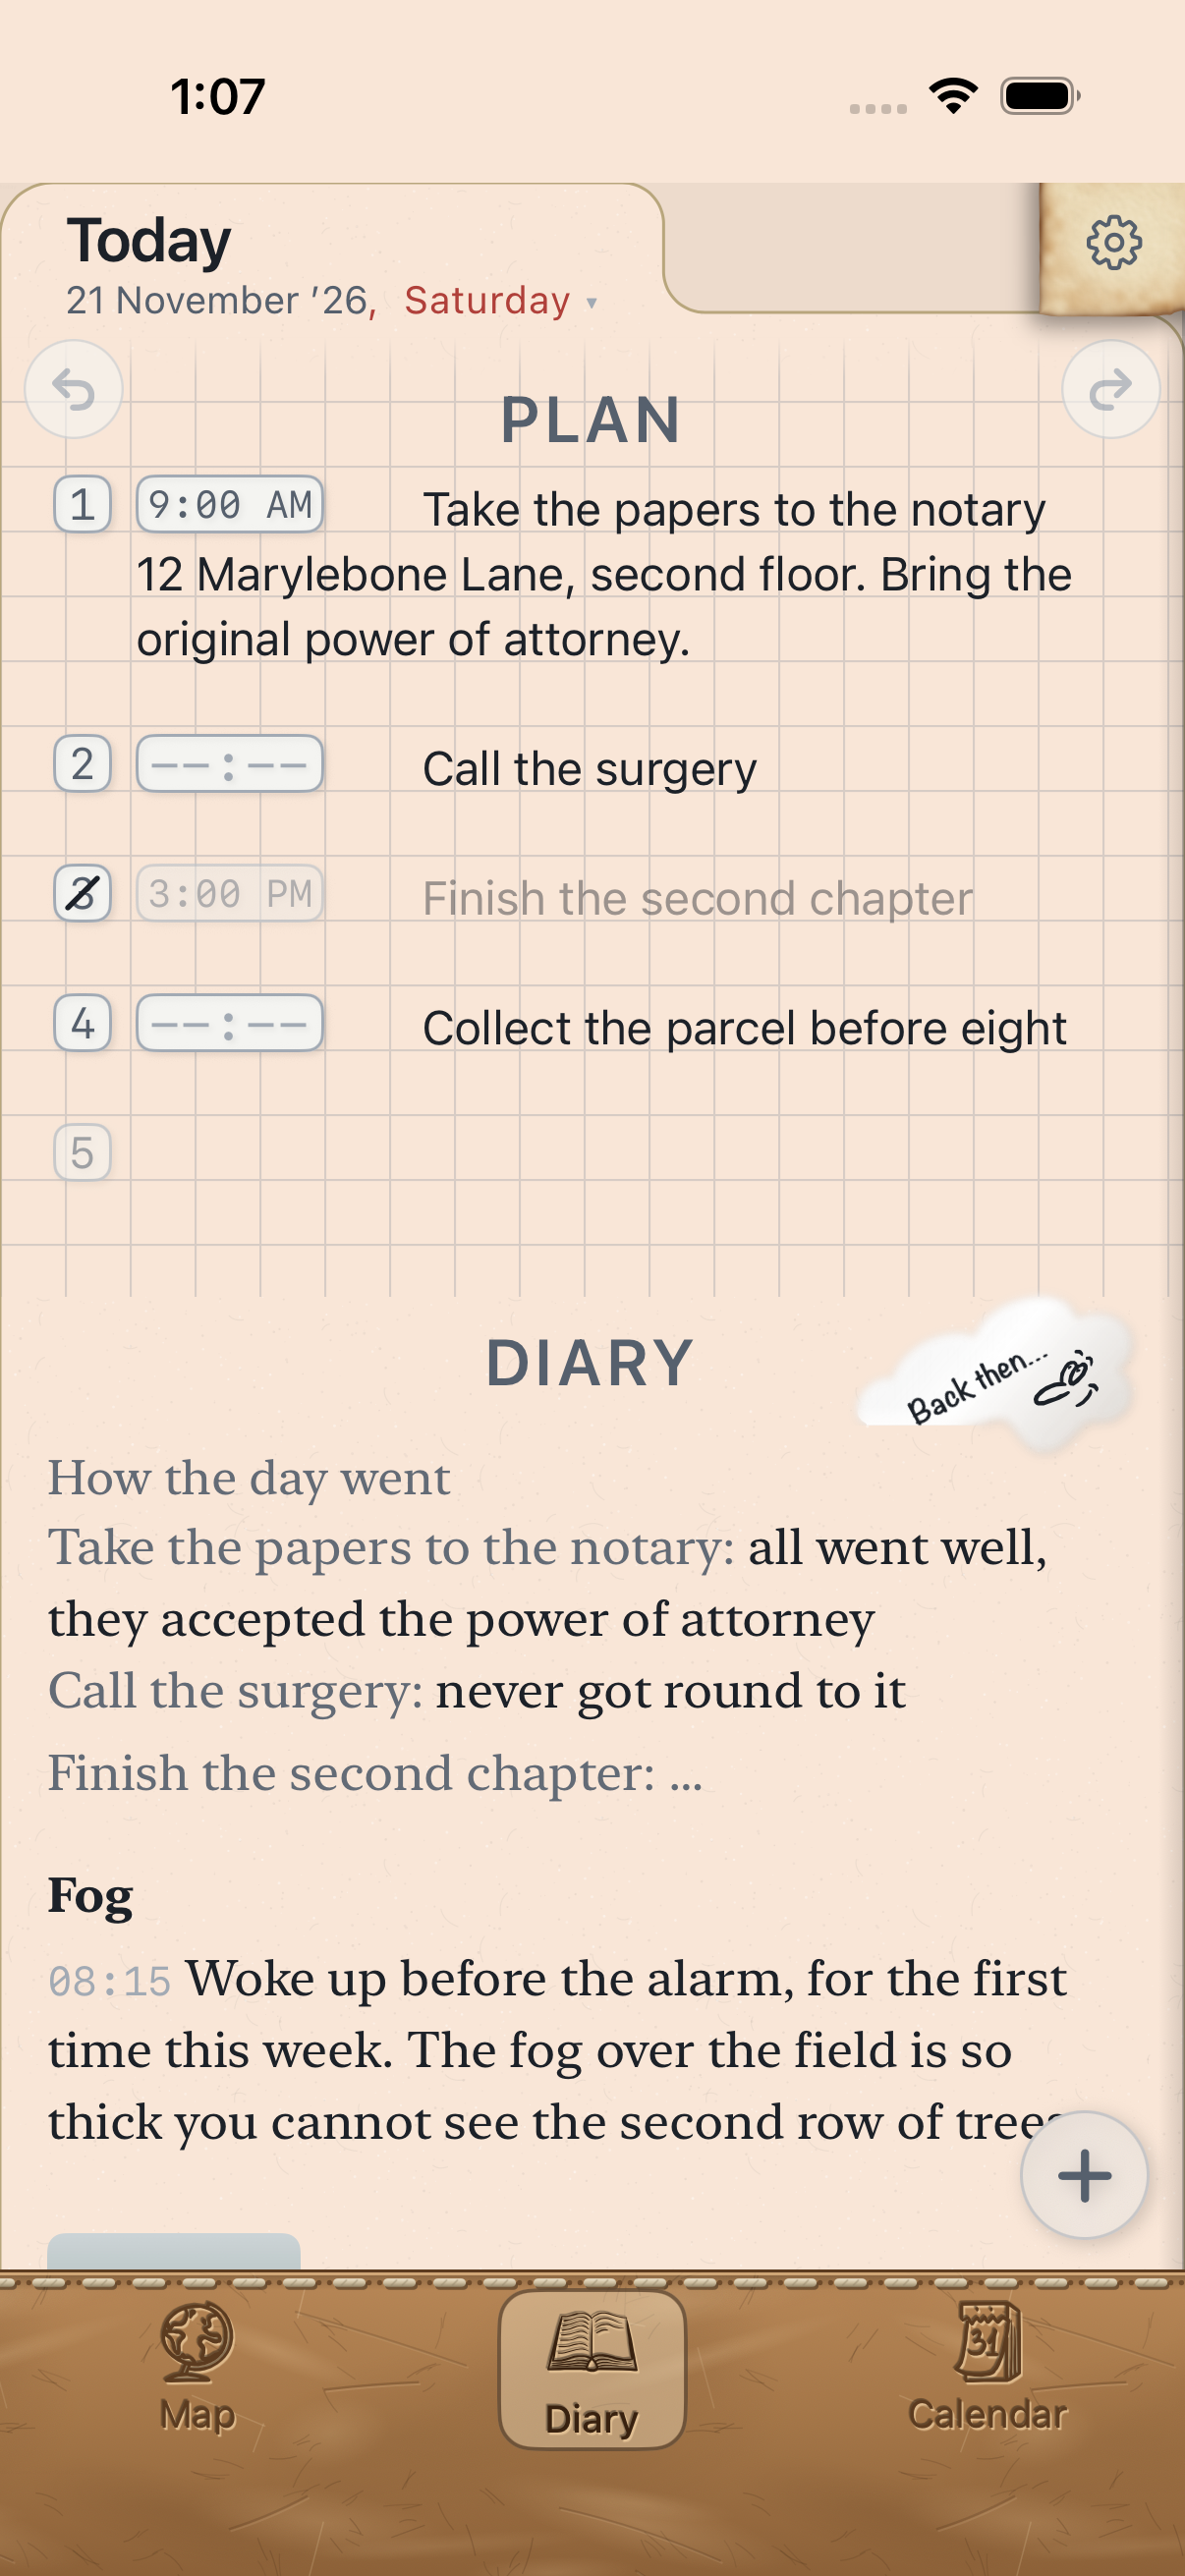 1:07
Today
21 November ’26, Saturday ▾
PLAN
1 9:00 AM Take the papers to the notary
12 Marylebone Lane, second floor. Bring the
original power of attorney.
2 --:-- Call the surgery
3 3:00 PM Finish the second chapter
4 --:-- Collect the parcel before eight
5
DIARY
Back then...
How the day went
Take the papers to the notary: all went well,
they accepted the power of attorney
Call the surgery: never got round to it
Finish the second chapter: ...
Fog
08:15 Woke up before the alarm, for the first
time this week. The fog over the field is so
thick you cannot see the second row of trees
31
Map
Diary
Calendar